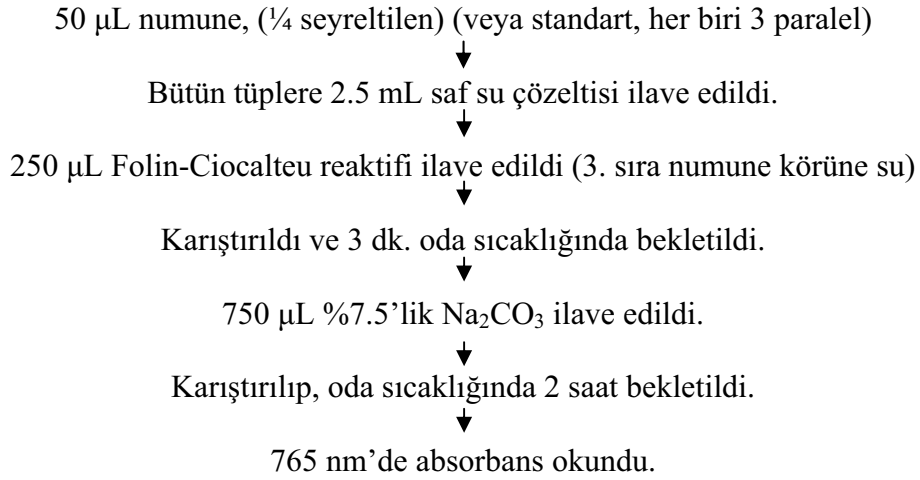 50 μL numune, (¼ seyreltilen) (veya standart, her biri 3 paralel)
Bütün tüplere 2.5 mL saf su çözeltisi ilave edildi.
250 μL Folin-Ciocalteu reaktifi ilave edildi (3. sıra numune körüne su)
Karıştırıldı ve 3 dk. oda sıcaklığında bekletildi.
750 μL %7.5’lik Na₂CO₃ ilave edildi.
Karıştırılıp, oda sıcaklığında 2 saat bekletildi.
765 nm’de absorbans okundu.